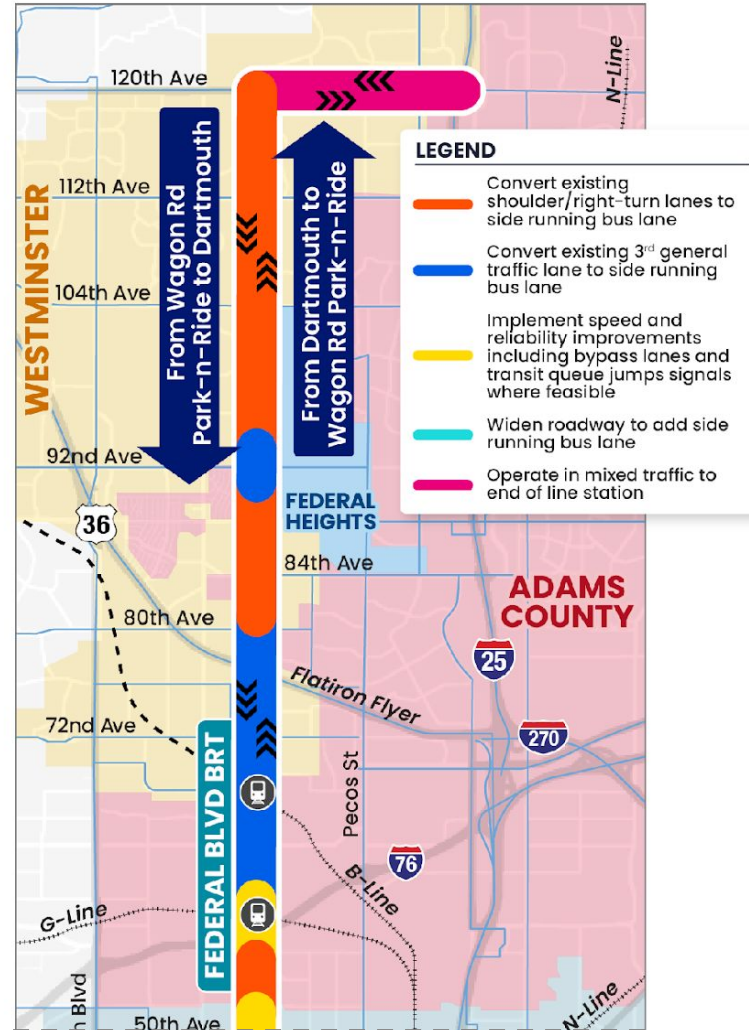 120th Ave
N-Line
LEGEND
Convert existing
shoulder/right-turn lanes to
side running bus lane
Convert existing 3rd general
traffic lane to side running
bus lane
Implement speed and
reliability improvements
including bypass lanes and
transit queue jumps signals
where feasible
Widen roadway to add side
running bus lane
Operate in mixed traffic to
end of line station
112th Ave
WESTMINSTER
From Wagon Rd
Park-n-Ride to Dartmouth
From Dartmouth to
Wagon Rd Park-n-Ride
104th Ave
92nd Ave
36
FEDERAL
HEIGHTS
84th Ave
ADAMS
COUNTY
80th Ave
25
Flatiron Flyer
72nd Ave
270
FEDERAL BLVD BRT
Pecos St
76
B-Line
G-Line
n Blvd
50th Ave
N-Line